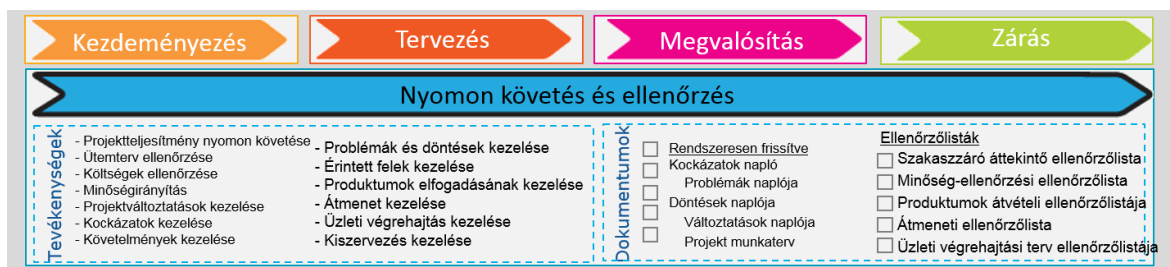 Kezdeményezés
Tervezés
Megvalósítás
Zárás
Nyomon követés és ellenőrzés
Tevékenységek
- Projektteljesítmény nyomon követése
- Ütemterv ellenőrzése
- Költségek ellenőrzése
- Minőségirányítás
- Projektváltoztatások kezelése
- Kockázatok kezelése
- Követelmények kezelése
- Problémák és döntések kezelése
- Érintett felek kezelése
- Produktumok elfogadásának kezelése
- Átmenet kezelése
- Üzleti végrehajtás kezelése
- Kiszervezés kezelése
Dokumentumok
Rendszeresen frissítve
Kockázatok napló
Problémák naplója
Döntések naplója
Változtatások naplója
Projekt munkaterv
Ellenőrzőlisták
Szakaszzáró áttekintő ellenőrzőlista
Minőség-ellenőrzési ellenőrzőlista
Produktumok átvételi ellenőrzőlistája
Átmeneti ellenőrzőlista
Üzleti végrehajtási terv ellenőrzőlistája